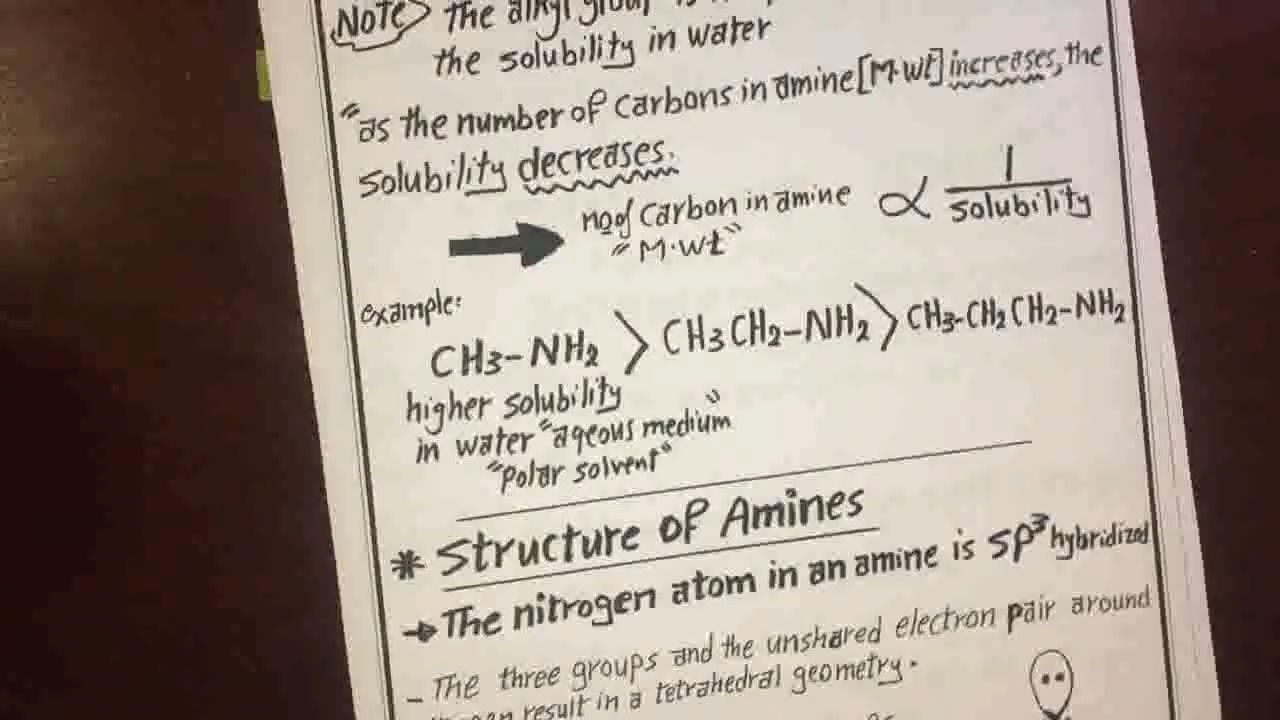 NOTE the alkyl group
the solubility in water
"as the number of carbons in amine [M.wt] increases, the
solubility decreases.
no of carbon in amine ∝ 1/solubility
"M.wt"
example:
CH3-NH2 > CH3CH2-NH2 > CH3-CH2CH2-NH2
higher solubility
in water "aqeous medium"
"polar solvent"
* Structure of Amines
→ The nitrogen atom in an amine is sp³ hybridized
- The three groups and the unshared electron pair around
result in a tetrahedral geometry.